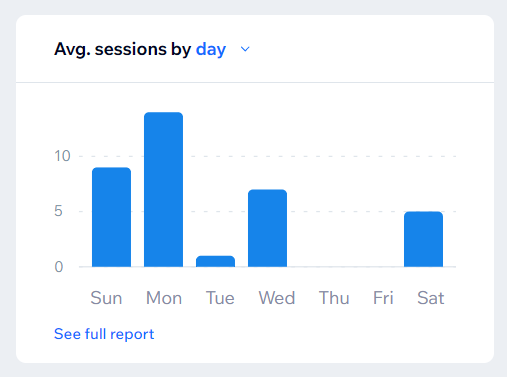 Avg. sessions by day
10
5
0
Sun Mon Tue Wed Thu Fri Sat
See full report